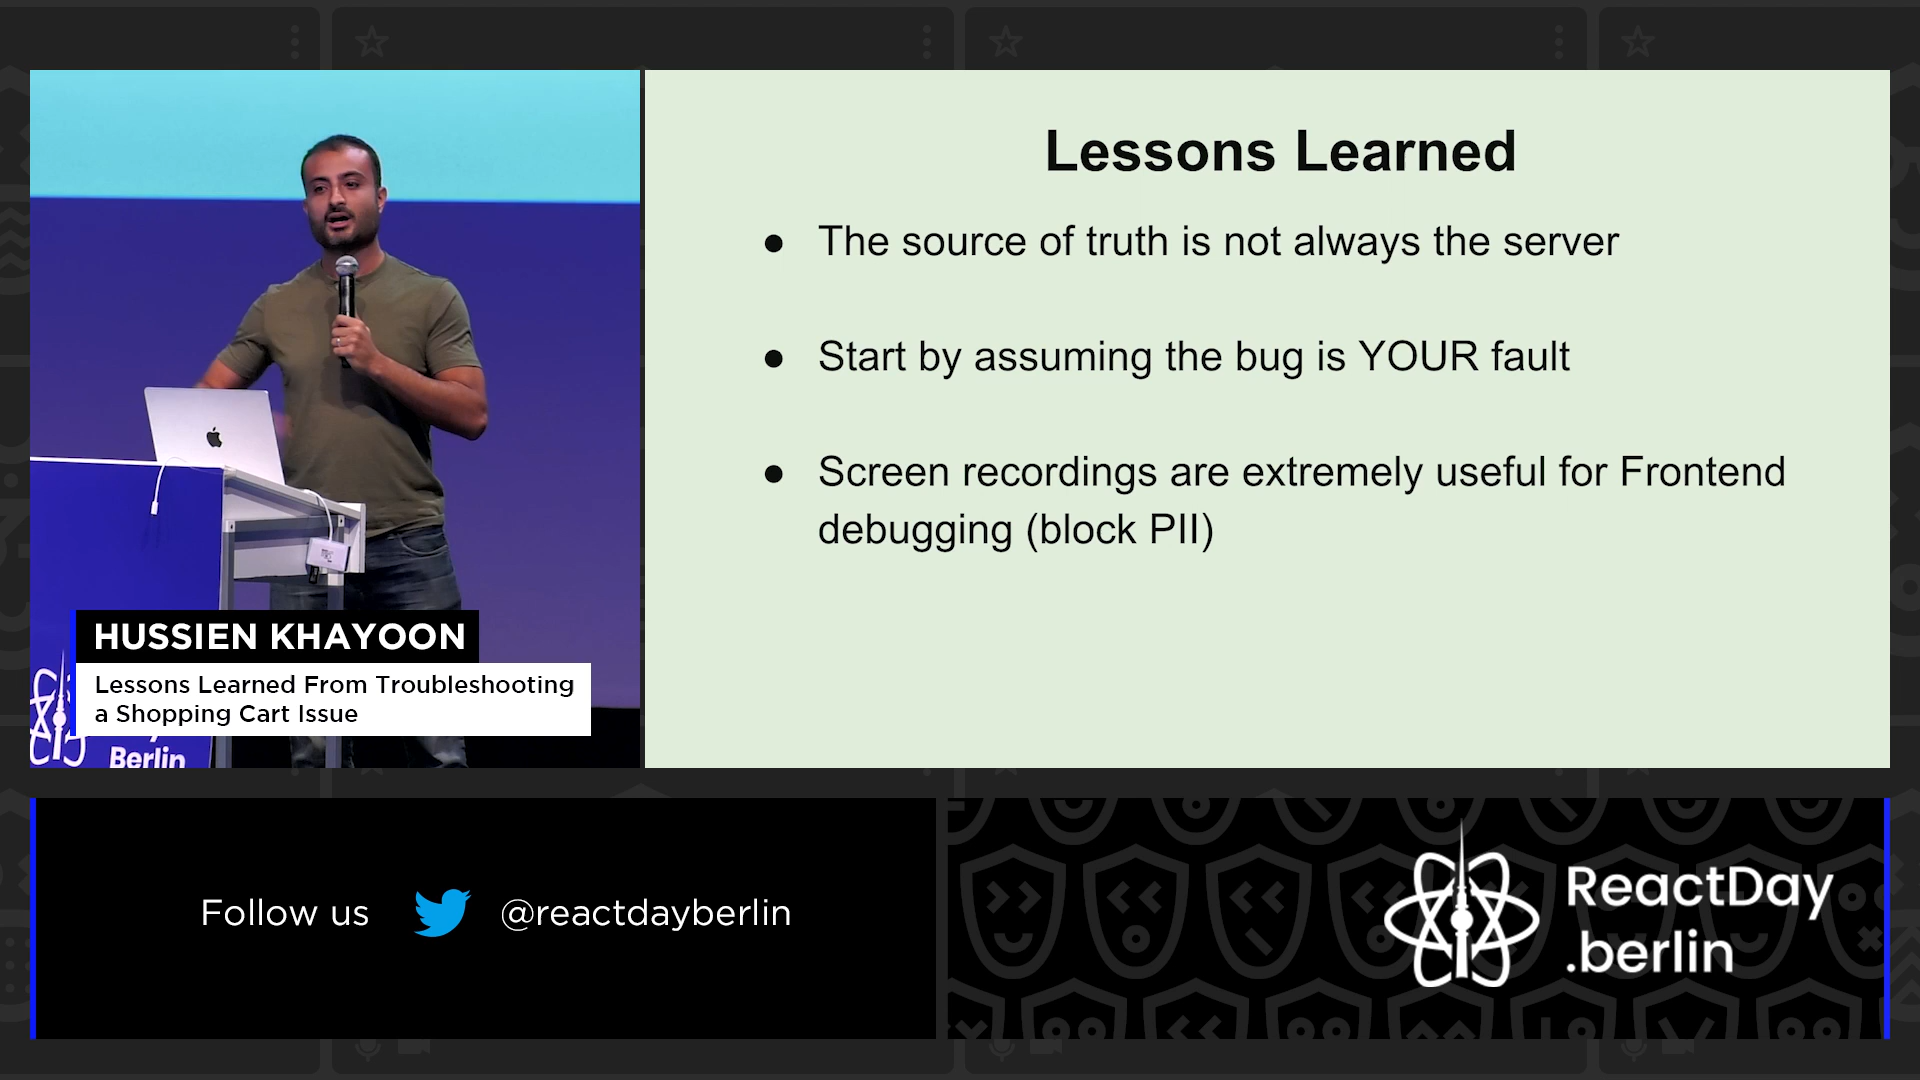 Lessons Learned
● The source of truth is not always the server
● Start by assuming the bug is YOUR fault
● Screen recordings are extremely useful for Frontend
debugging (block PII)
HUSSIEN KHAYOON
Lessons Learned From Troubleshooting
a Shopping Cart Issue
Berlin
Follow us
@reactdayberlin
ReactDay
.berlin